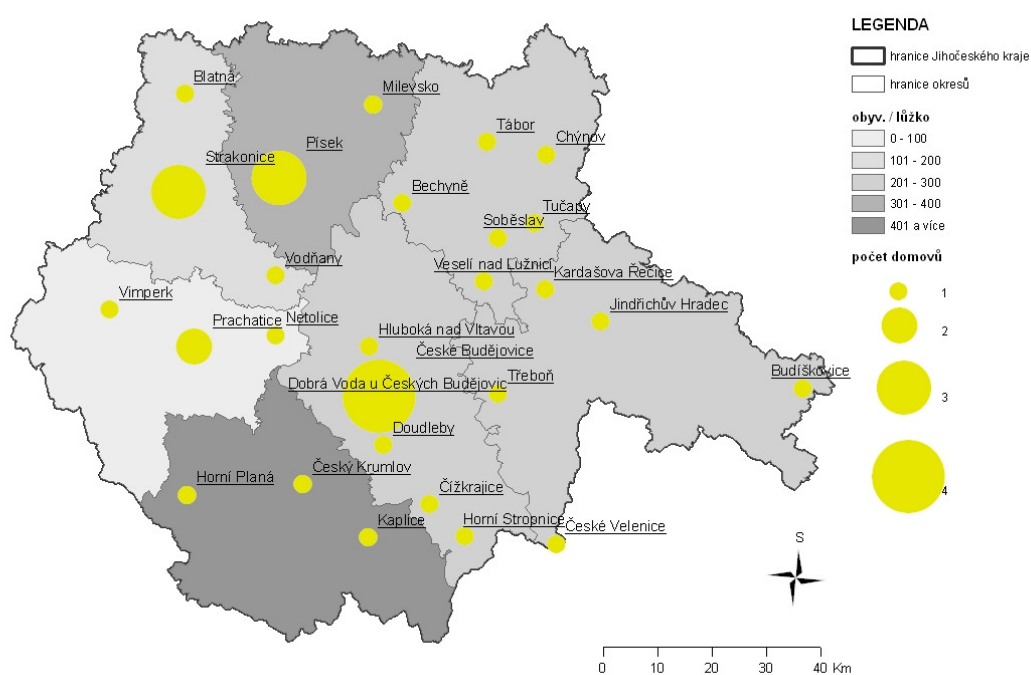 LEGENDA
hranice Jihočeského kraje
hranice okresů
obyv. / lůžko
0 - 100
101 - 200
201 - 300
301 - 400
401 a více
počet domovů
1
2
3
4
Blatná
Milevsko
Tábor
Chýnov
Písek
Strakonice
Bechyně
Tučapy
Soběslav
Vodňany
Veselí nad Lužnicí
Kardašova Řečice
Vimperk
Jindřichův Hradec
Prachatice
Netolice
Hluboká nad Vltavou
České Budějovice
Budíškovice
Třeboň
Dobrá Voda u Českých Budějovic
Doudleby
Český Krumlov
Horní Planá
Čížkrajice
Kaplice
Horní Stropnice
České Velenice
S
0 10 20 30 40 Km